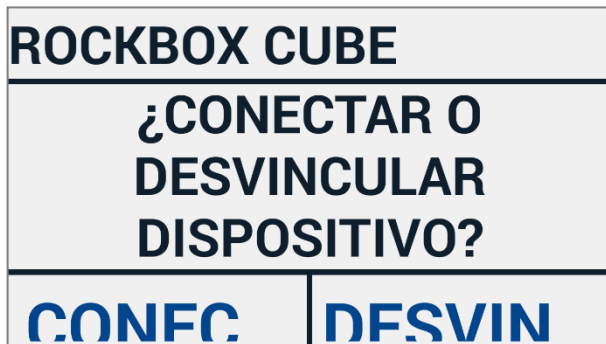 ROCKBOX CUBE
¿CONECTAR O
DESVINCULAR
DISPOSITIVO?
CONEC DESVIN